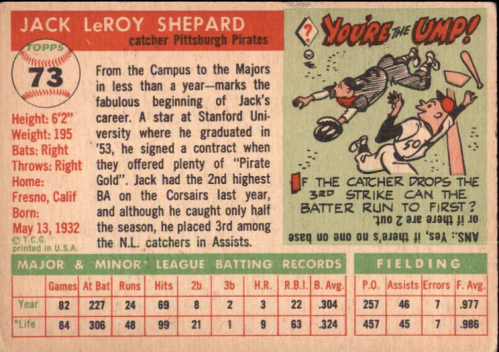 JACK LeROY SHEPARD
catcher Pittsburgh Pirates
TOPPS
73
Height: 6'2"
Weight: 195
Bats: Right
Throws: Right
Home:
Fresno, Calif
Born:
May 13, 1932
© T.C.G.
printed in U.S.A.
From the Campus to the Majors
in less than a year—marks the
fabulous beginning of Jack's
career. A star at Stanford Uni-
versity where he graduated in
'53, he signed a contract when
they offered plenty of "Pirate
Gold". Jack had the 2nd highest
BA on the Corsairs last year,
and although he caught only half
the season, he placed 3rd among
the N.L. catchers in Assists.
?
YOU'RE THE UMP!
50
IF THE CATCHER DROPS THE
3RD STRIKE CAN THE
BATTER RUN TO FIRST?
ANS.. Yes, if there's no one on base
or if there are 2 out
MAJOR & MINOR LEAGUE BATTING RECORDS
FIELDING
Games At Bat Runs Hits 2b 3b H.R. R.B.I. B. Avg. P.O. Assists Errors F. Avg.
Year 82 227 24 69 8 2 3 22 .304 257 46 7 .977
*Life 84 306 48 99 21 1 9 63 .324 457 45 7 .986